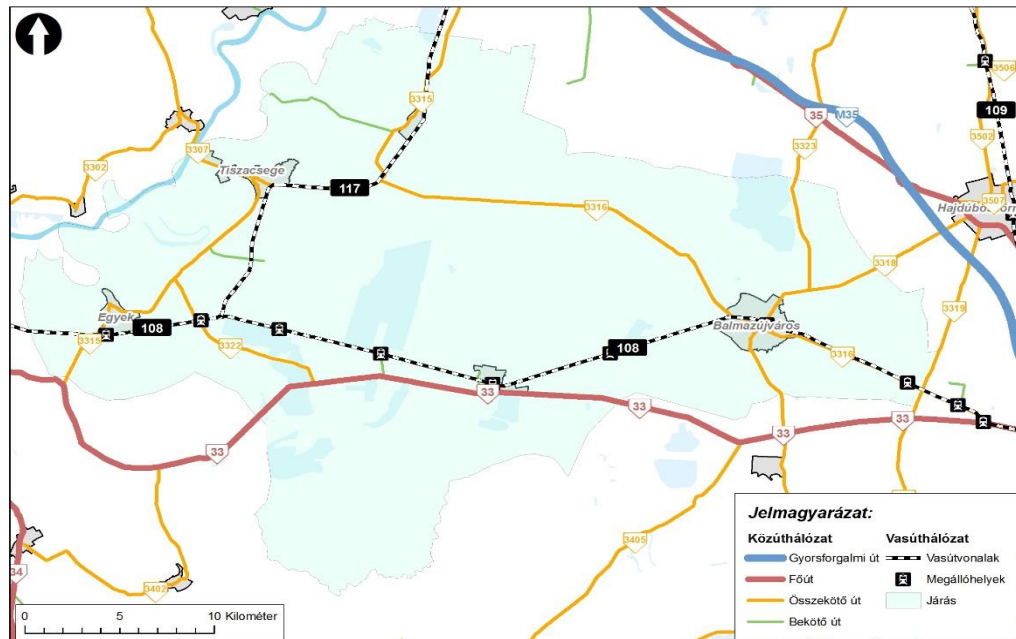 3315
3506
35
M35
109
3307
3302
Tiszacsege
3323
3502
117
3507
3316
3318
3319
Egyek
108
3315
3322
108
Balmazújváros
3316
33
33
33
33
33
3405
34
3402
0 5 10 Kilométer
Jelmagyarázat:
Közúthálózat Vasúthálózat
Gyorsforgalmi út Vasútvonalak
Főút Megállóhelyek
Összekötő út Járás
Bekötő út